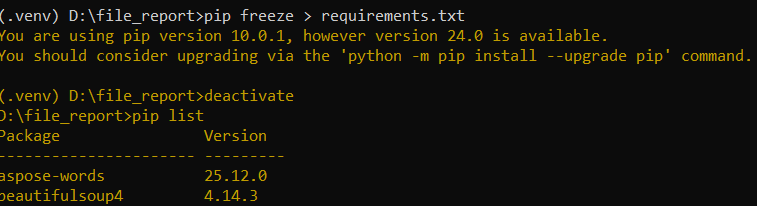 (.venv) D:\file_report>pip freeze > requirements.txt
You are using pip version 10.0.1, however version 24.0 is available.
You should consider upgrading via the 'python -m pip install --upgrade pip' command.
(.venv) D:\file_report>deactivate
D:\file_report>pip list
Package Version
---------------------- ---------
aspose-words 25.12.0
beautifulsoup4 4.14.3